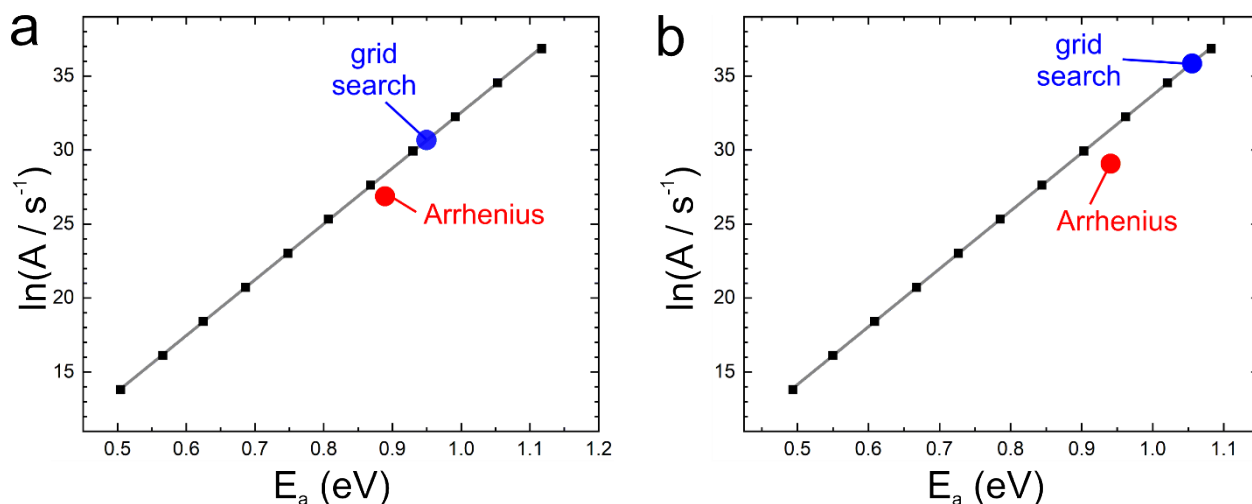 a
grid
search
Arrhenius
35
30
25
20
15
ln(A / s⁻¹)
0.5 0.6 0.7 0.8 0.9 1.0 1.1 1.2
Eₐ (eV)
b
grid
search
Arrhenius
35
30
25
20
15
ln(A / s⁻¹)
0.5 0.6 0.7 0.8 0.9 1.0 1.1
Eₐ (eV)